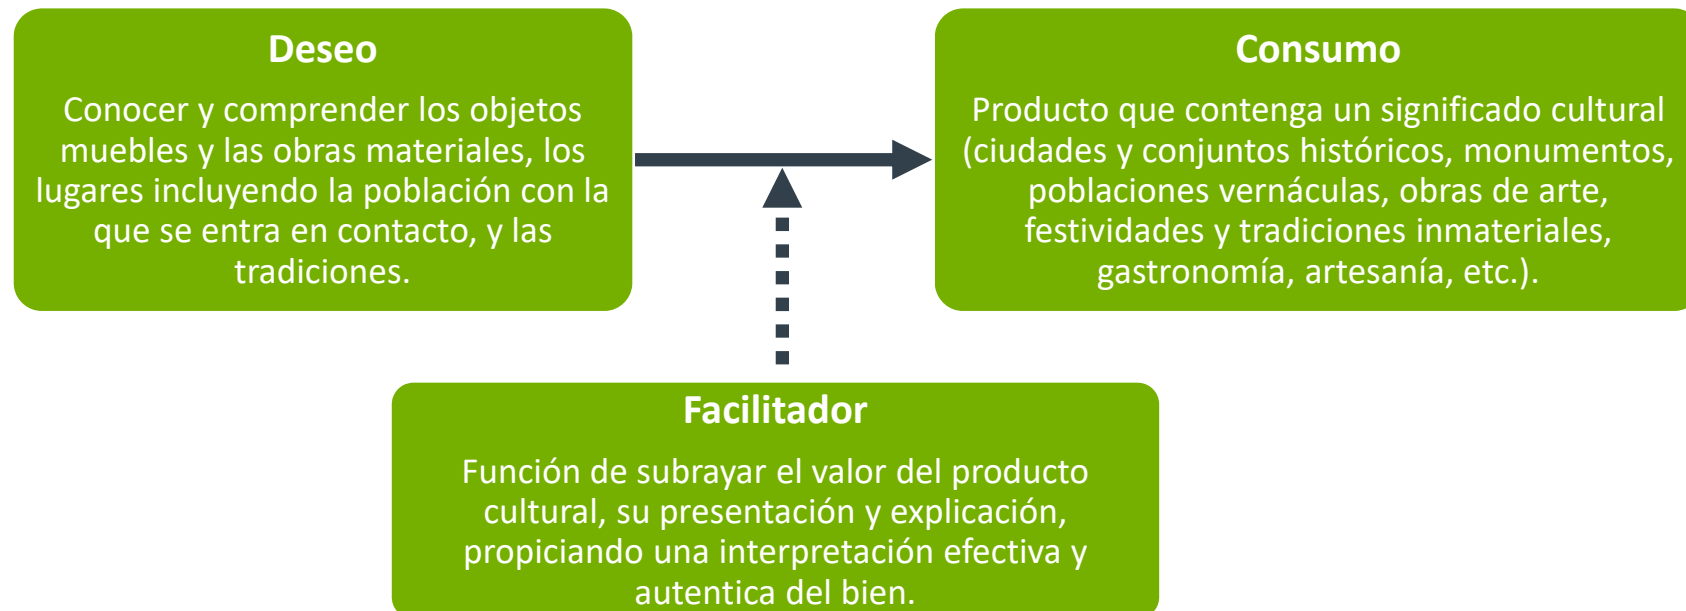 Deseo
Conocer y comprender los objetos
muebles y las obras materiales, los
lugares incluyendo la población con la
que se entra en contacto, y las
tradiciones.
Consumo
Producto que contenga un significado cultural
(ciudades y conjuntos históricos, monumentos,
poblaciones vernáculas, obras de arte,
festividades y tradiciones inmateriales,
gastronomía, artesanía, etc.).
Facilitador
Función de subrayar el valor del producto
cultural, su presentación y explicación,
propiciando una interpretación efectiva y
autentica del bien.